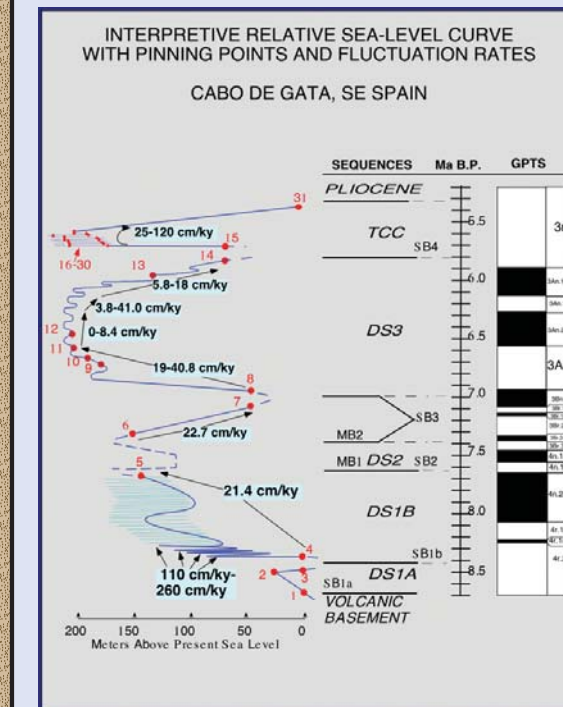 INTERPRETIVE RELATIVE SEA-LEVEL CURVE
WITH PINNING POINTS AND FLUCTUATION RATES
CABO DE GATA, SE SPAIN
SEQUENCES Ma B.P. GPTS
PLIOCENE
31
6.5
25-120 cm/ky
TCC
15
SB4
16-30
14
13
5.8-18 cm/ky
6.0
3.8-41.0 cm/ky
DS3
12
0-8.4 cm/ky
6.5
11
10
9
19-40.8 cm/ky
8
7.0
7
SB3
6
22.7 cm/ky
MB2
7.5
5
MB1 DS2 SB2
21.4 cm/ky
DS1B
8.0
4
SB1b
110 cm/ky-
260 cm/ky
2
3
DS1A
8.5
SB1a
1
VOLCANIC
BASEMENT
200 150 100 50 0
Meters Above Present Sea Level
3An.1
3An.2
3A
4n.2